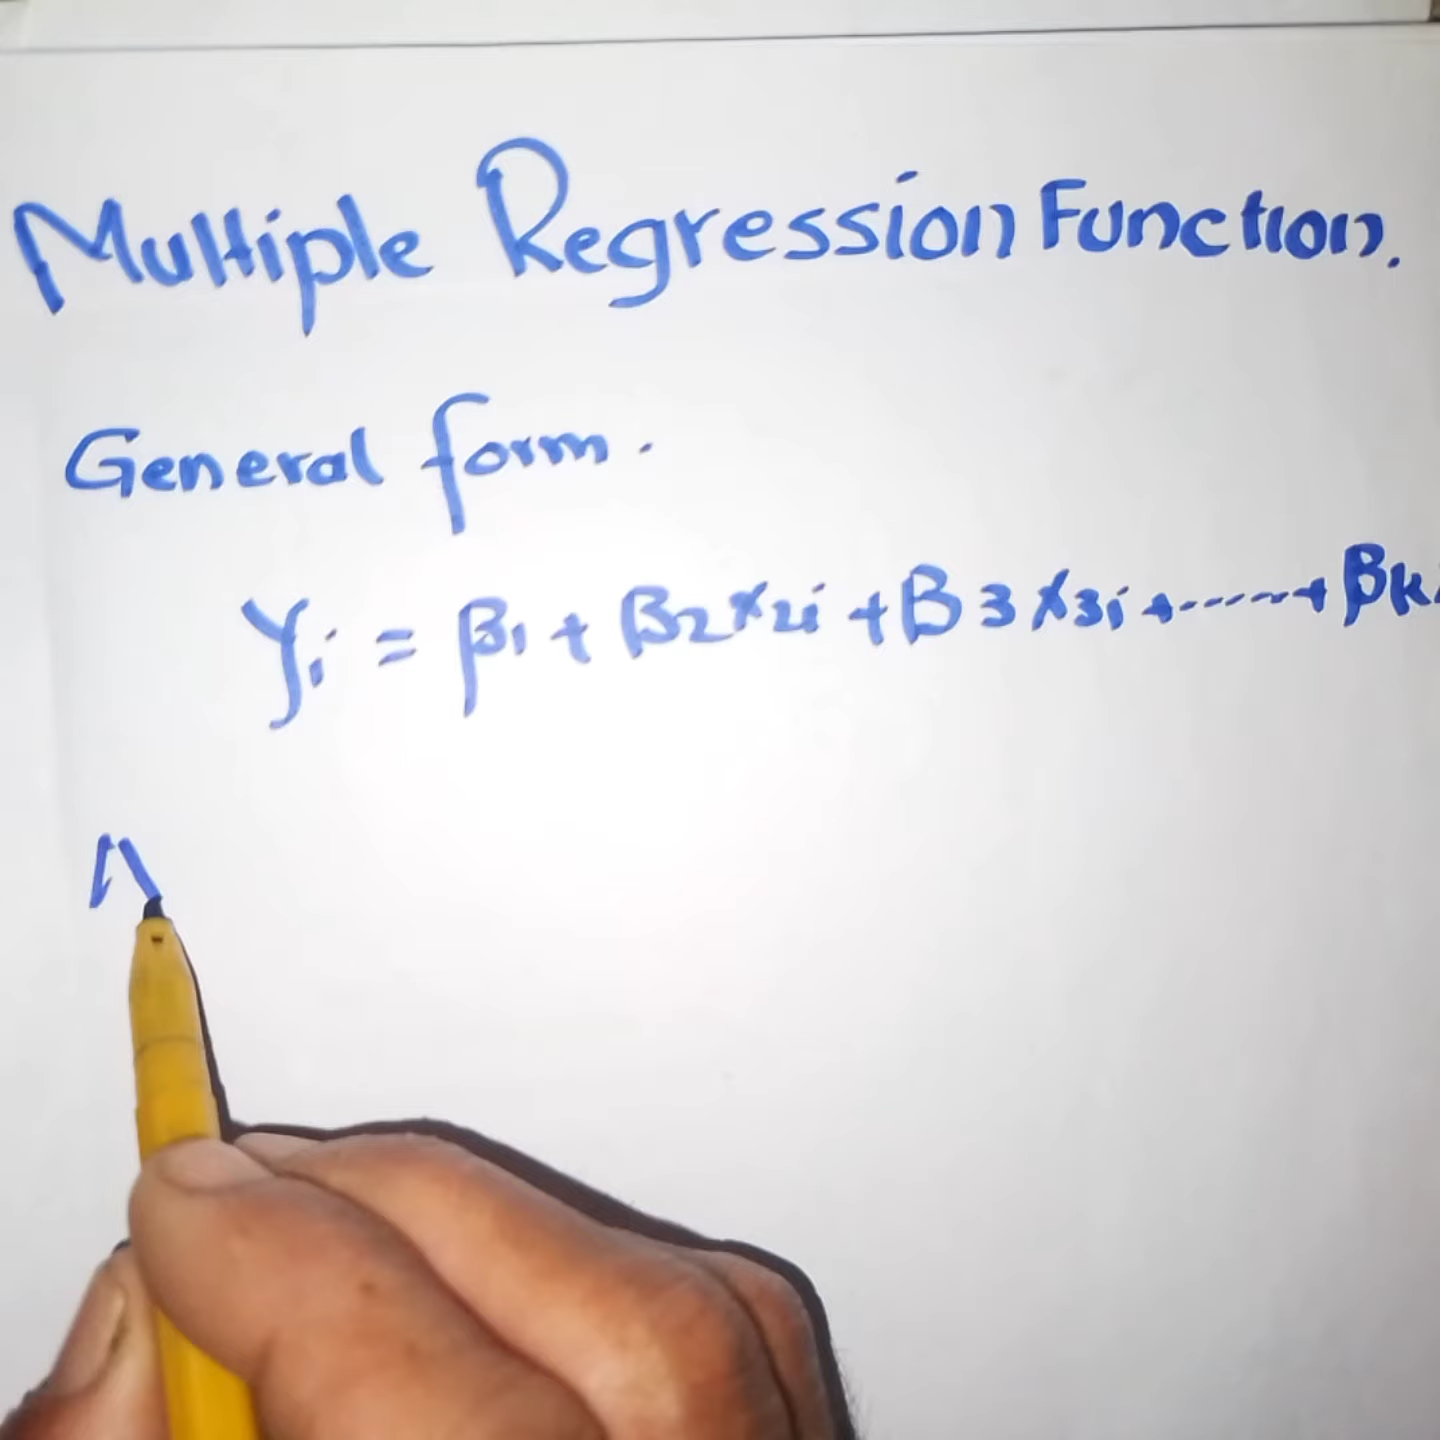 Multiple Regression Function.
General form.
Yi = β1 + β2X2i + β3X3i + ------ + βk